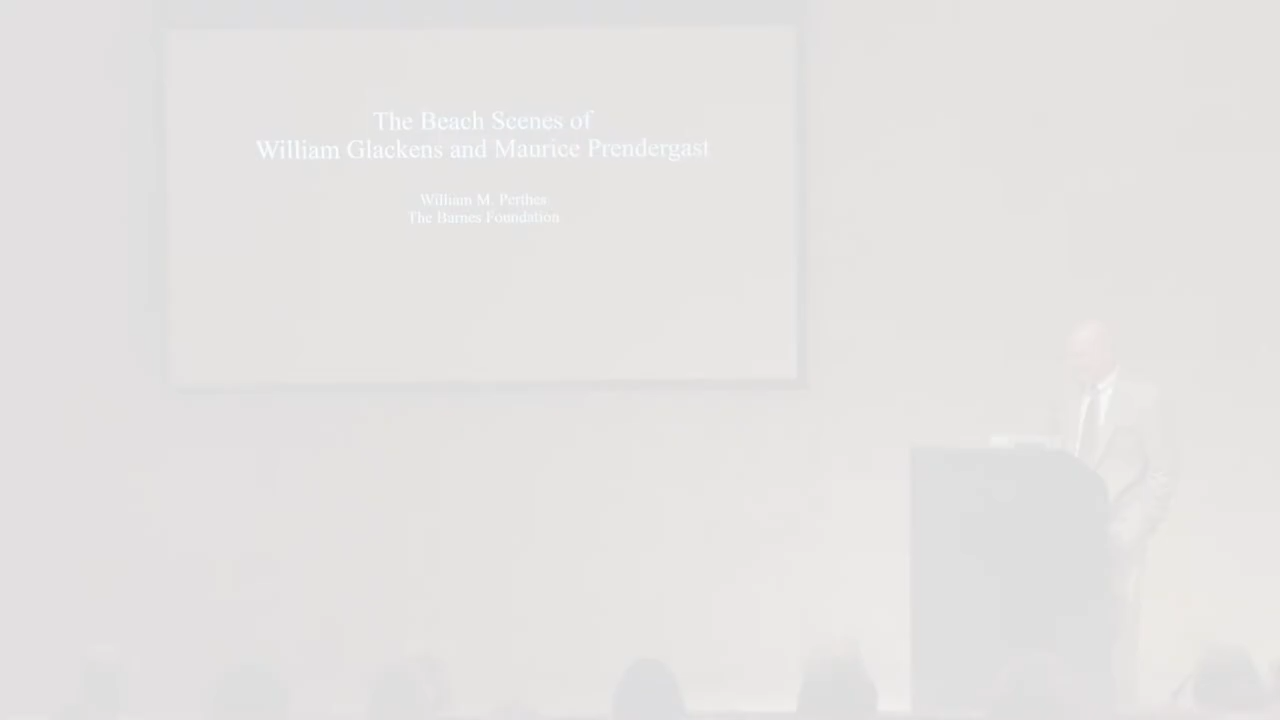 The Beach Scenes of
William Glackens and Maurice Prendergast
William M. Perthes
The Barnes Foundation